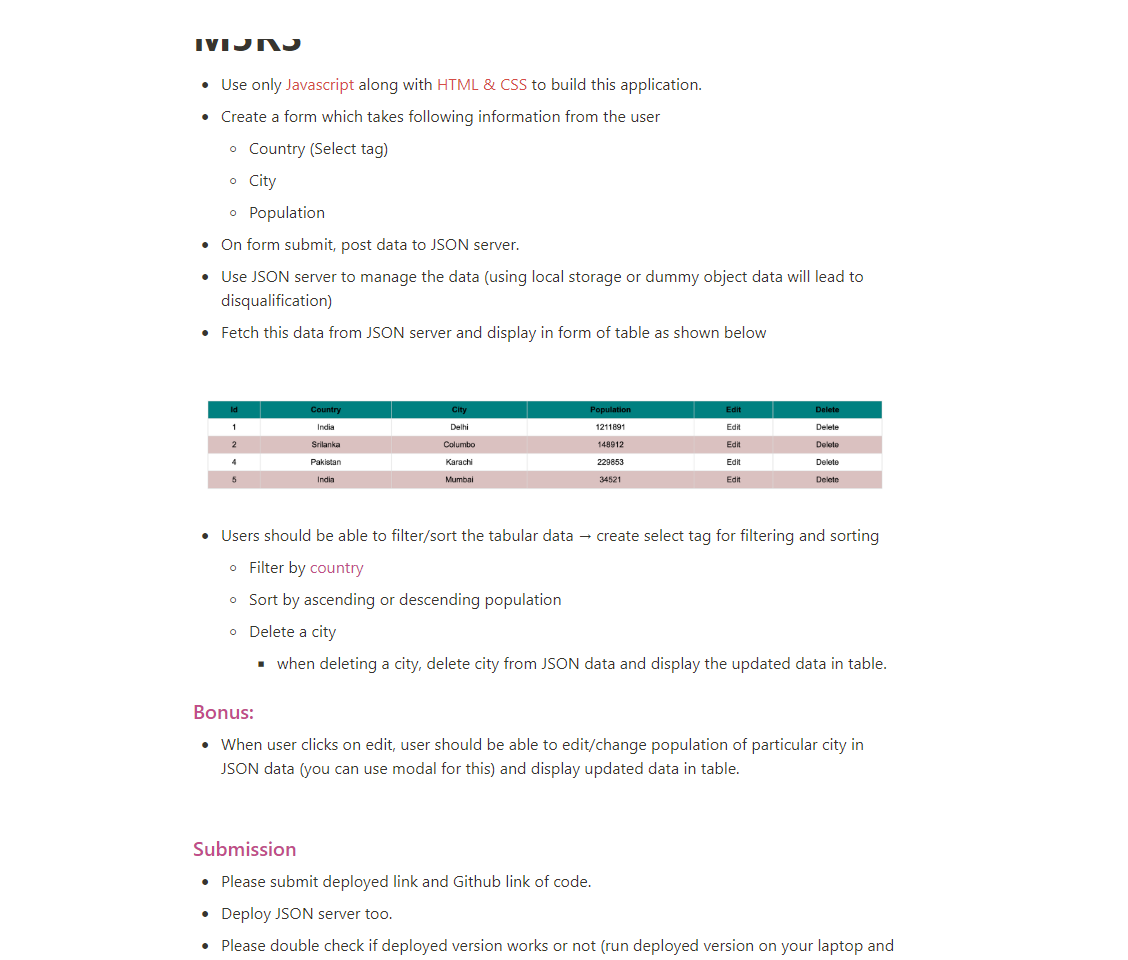 Use only Javascript along with HTML & CSS to build this application.
Create a form which takes following information from the user
Country (Select tag)
City
Population
On form submit, post data to JSON server.
Use JSON server to manage the data (using local storage or dummy object data will lead to
disqualification)
Fetch this data from JSON server and display in form of table as shown below
Id Country City Population Edit Delete
1 India Delhi 1211891 Edit Delete
2 Srilanka Columbo 148912 Edit Delete
4 Pakistan Karachi 229853 Edit Delete
5 India Mumbai 34521 Edit Delete
Users should be able to filter/sort the tabular data → create select tag for filtering and sorting
Filter by country
Sort by ascending or descending population
Delete a city
when deleting a city, delete city from JSON data and display the updated data in table.
Bonus:
When user clicks on edit, user should be able to edit/change population of particular city in
JSON data (you can use modal for this) and display updated data in table.
Submission
Please submit deployed link and Github link of code.
Deploy JSON server too.
Please double check if deployed version works or not (run deployed version on your laptop and